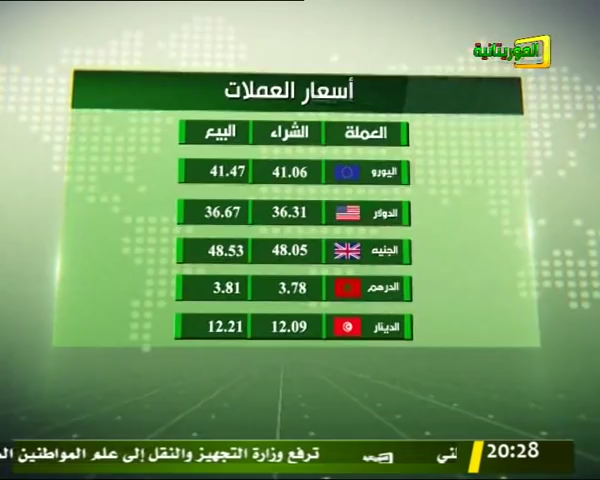 الموريتانية
أسعار العملات
العملة الشراء البيع
اليورو 41.06 41.47
الدولار 36.31 36.67
الجنيه 48.05 48.53
الدرهم 3.78 3.81
الدينار 12.09 12.21
20:28
ترفع وزارة التجهيز والنقل إلى علم المواطنين